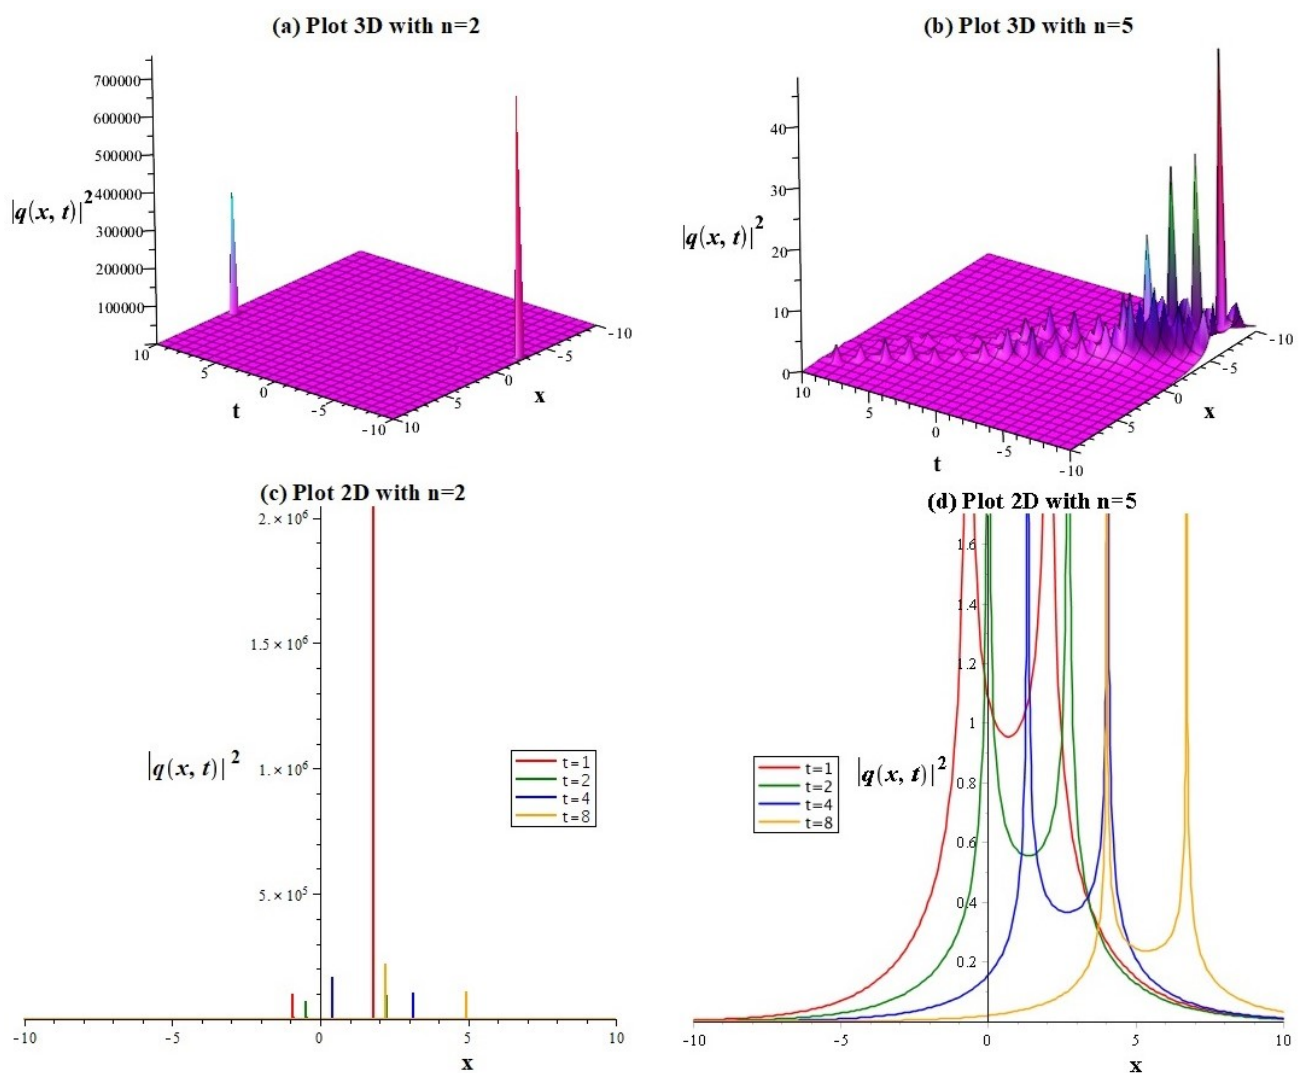 (a) Plot 3D with n=2
700000
600000
500000
400000
300000
200000
100000
|q(x, t)|²
10
5
0
-5
-10
t
10
5
0
-5
-10
x
(b) Plot 3D with n=5
40
30
20
10
0
|q(x, t)|²
10
5
0
-5
-10
t
5
0
-5
-10
x
(c) Plot 2D with n=2
2. × 10⁶
1.5 × 10⁶
1. × 10⁶
5. × 10⁵
|q(x, t)|²
t=1
t=2
t=4
t=8
-10 -5 0 5 10
x
(d) Plot 2D with n=5
1.6
1.4
1.2
1
0.8
0.6
0.4
0.2
|q(x, t)|²
t=1
t=2
t=4
t=8
-10 -5 0 5 10
x